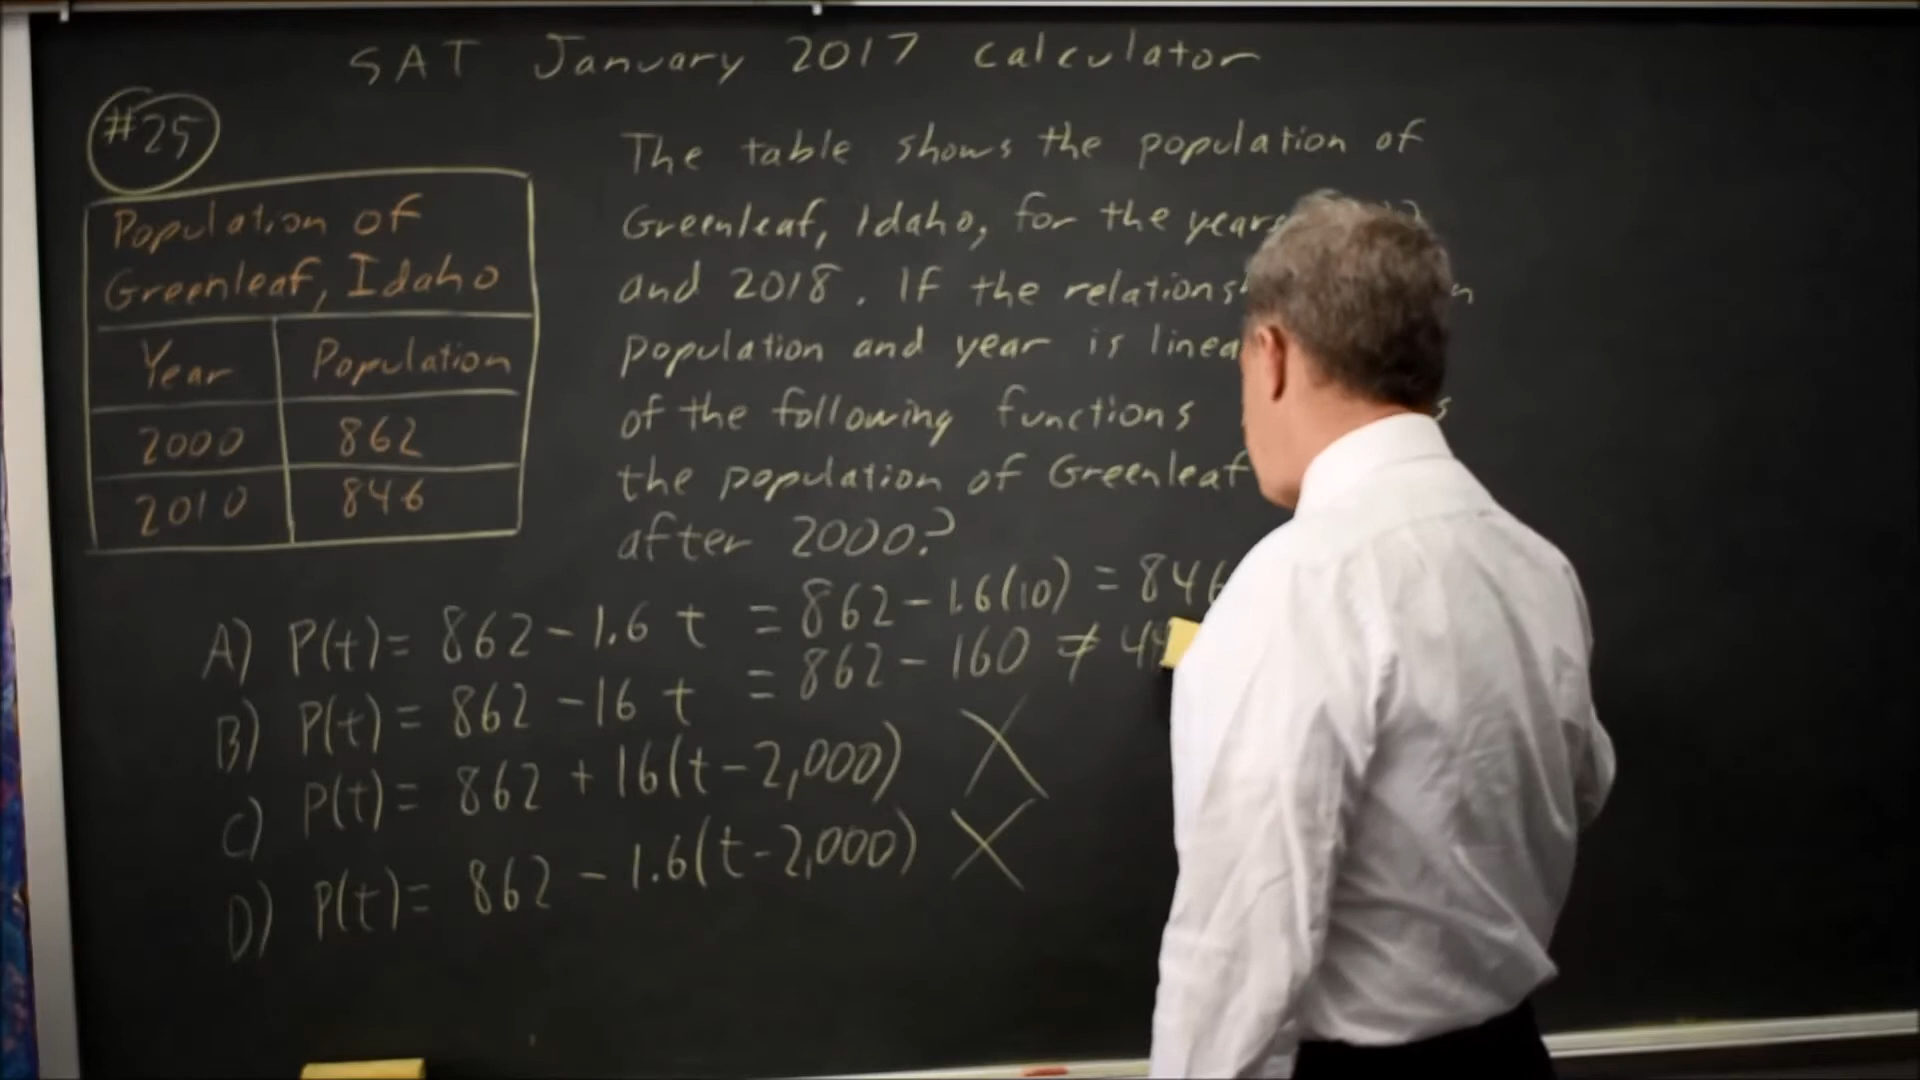 SAT January 2017 calculator
#25
Population of
Greenleaf, Idaho
Year Population
2000 862
2010 846
The table shows the population of
Greenleaf, Idaho, for the years
and 2018. If the
population and year is
of the following functions
the population of Greenleaf
after 2000?
A) P(t)= 862-1.6 t = 862-1.6(10) = 846
B) P(t)= 862-16 t = 862-160 ≠
C) P(t)= 862 + 16(t-2,000) X
D) P(t)= 862 - 1.6(t-2,000) X